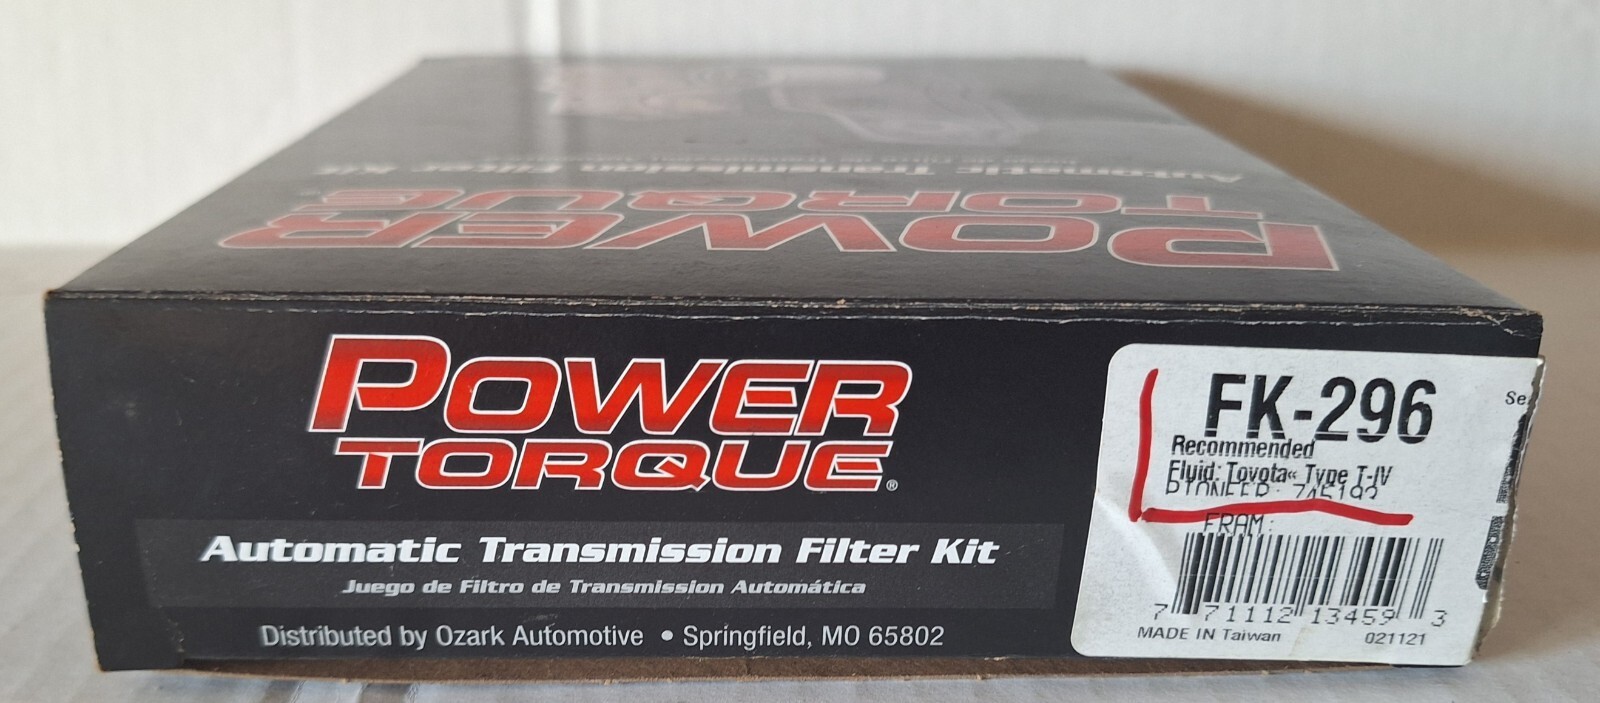 Automatic Transmission Filter Kit
POWER
TORQUE
POWER
TORQUE®
Automatic Transmission Filter Kit
Juego de Filtro de Transmission Automática
Distributed by Ozark Automotive • Springfield, MO 65802
FK-296
Recommended
Fluid: Toyota« Type T-IV
PIONEER: 745192
FRAM:
7 71112 13459 3
MADE IN Taiwan 021121